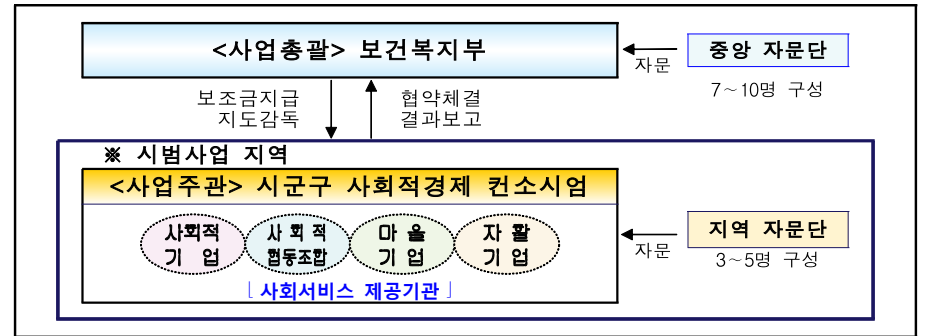 <사업총괄> 보건복지부
자문
중앙 자문단
7～10명 구성
보조금지급
지도감독
협약체결
결과보고
※ 시범사업 지역
<사업주관> 시군구 사회적경제 컨소시엄
사회적
기 업
사 회 적
협동조합
마 을
기 업
자 활
기 업
자문
지역 자문단
3～5명 구성
⌊ 사회서비스 제공기관 ⌋